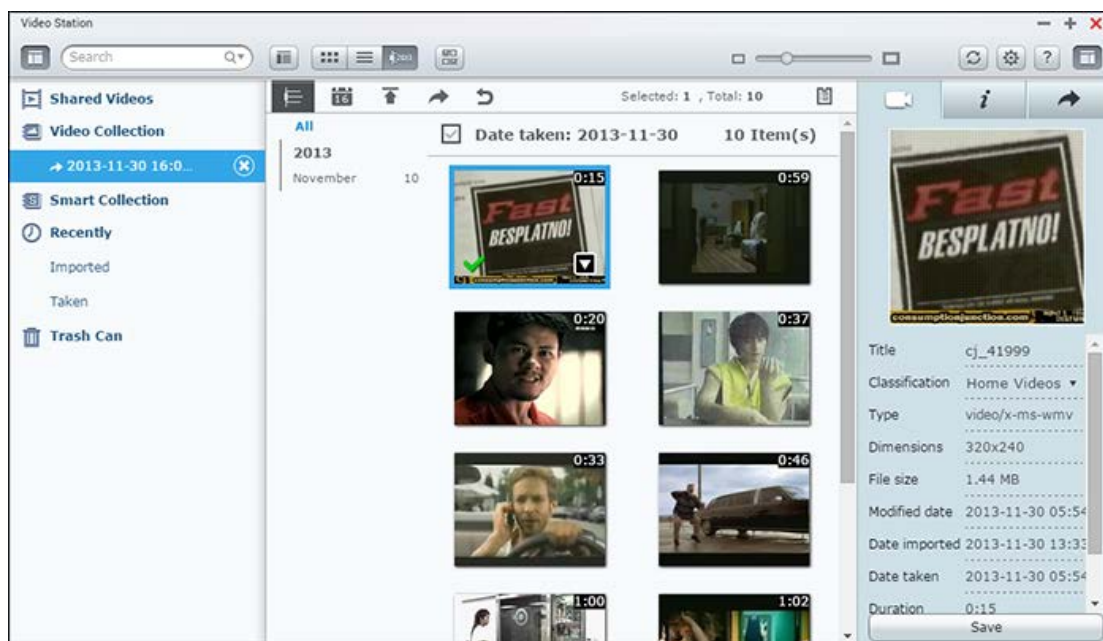 Video Station
Search
Shared Videos
Video Collection
2013-11-30 16:0...
Smart Collection
Recently
Imported
Taken
Trash Can
16
Selected: 1 , Total: 10
All
2013
November 10
Date taken: 2013-11-30 10 Item(s)
0:15
Fast
BESPLATNO!
consumptionjunction.com
0:59
0:20
0:37
0:33
0:46
1:00
1:02
?
i
Fast
BESPLATNO!
consumptionjunction.com
Title cj_41999
Classification Home Videos
Type video/x-ms-wmv
Dimensions 320x240
File size 1.44 MB
Modified date 2013-11-30 05:54
Date imported 2013-11-30 13:33
Date taken 2013-11-30 05:54
Duration 0:15
Save